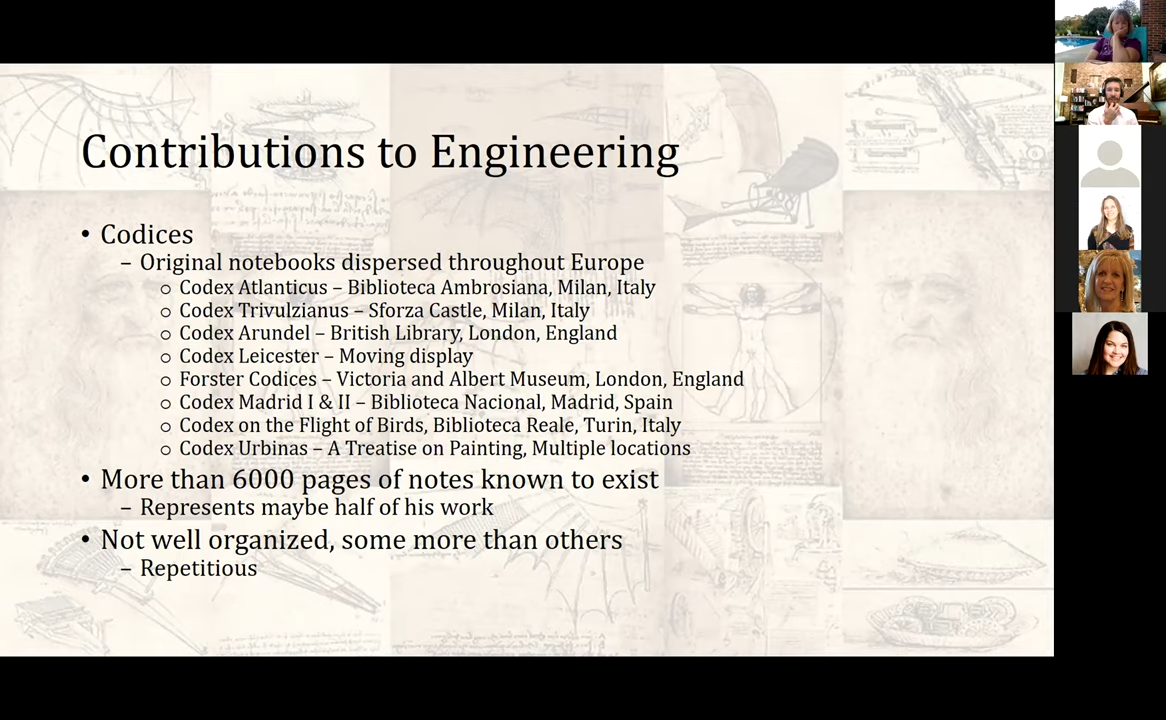 Contributions to Engineering
• Codices
– Original notebooks dispersed throughout Europe
o Codex Atlanticus – Biblioteca Ambrosiana, Milan, Italy
o Codex Trivulzianus – Sforza Castle, Milan, Italy
o Codex Arundel – British Library, London, England
o Codex Leicester – Moving display
o Forster Codices – Victoria and Albert Museum, London, England
o Codex Madrid I & II – Biblioteca Nacional, Madrid, Spain
o Codex on the Flight of Birds, Biblioteca Reale, Turin, Italy
o Codex Urbinas – A Treatise on Painting, Multiple locations
• More than 6000 pages of notes known to exist
– Represents maybe half of his work
• Not well organized, some more than others
– Repetitious